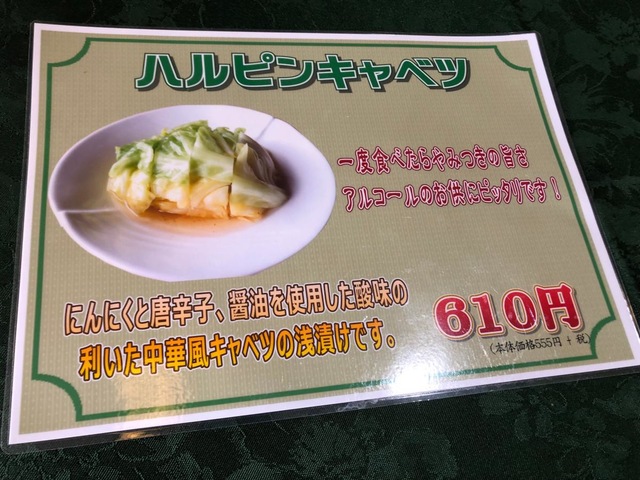 ハルピンキャベツ
一度食べたらやみつきの旨さ
アルコールのお供にピッタリです！
にんにくと唐辛子、醤油を使用した酸味の
利いた中華風キャベツの浅漬けです。
610円
(本体価格555円 + 税)